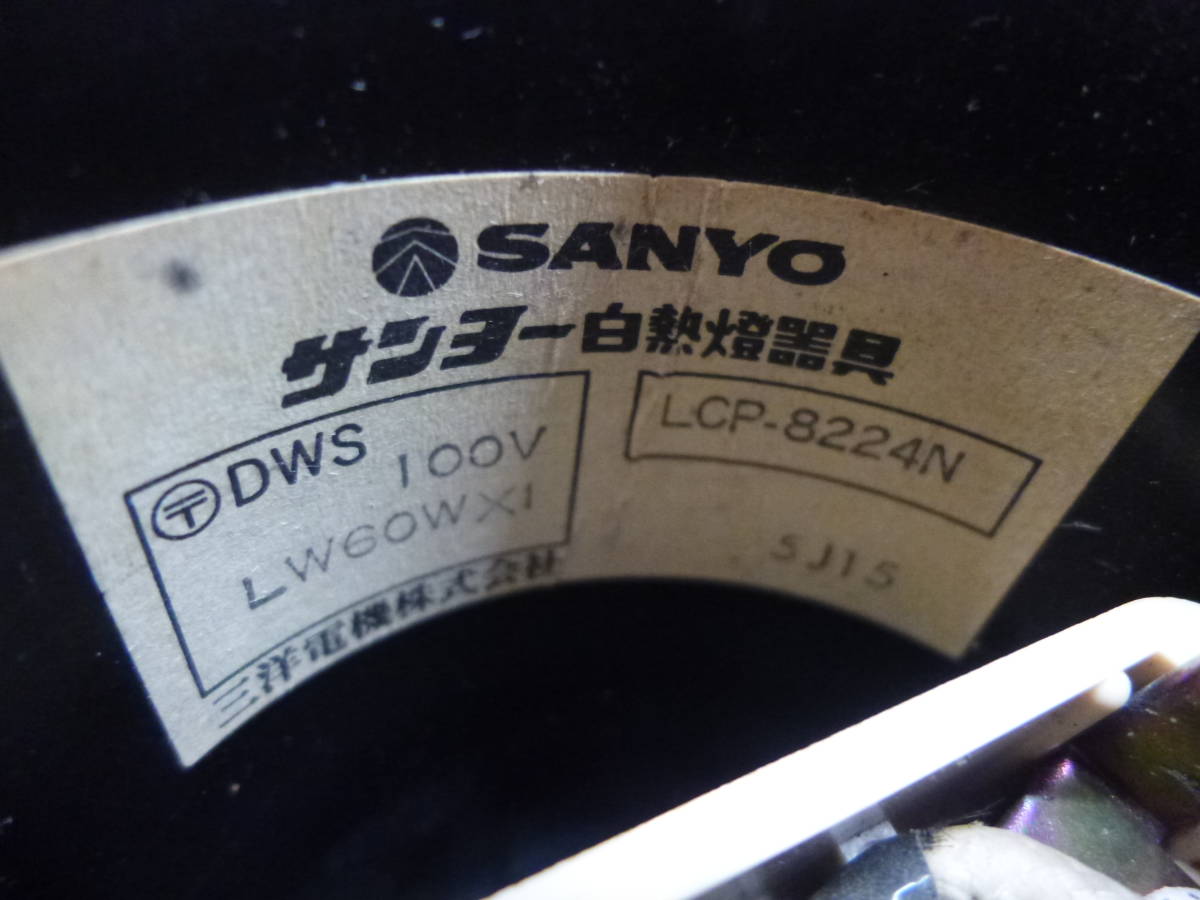 SANYO
サンヨー白熱燈器具
〶DWS 100V
LW60WX1
LCP-8224N
5J15
三洋電機株式会社